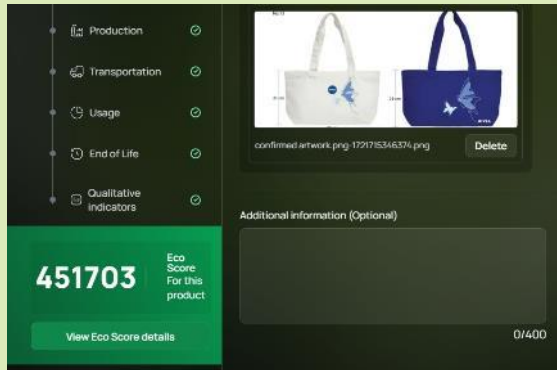 Production
Transportation
Usage
End of Life
Qualitative
indicators
451703
Eco
Score
For this
product
View Eco Score details
confirmed artwork.png-1721715346374.png
Delete
Additional information (Optional)
0/400